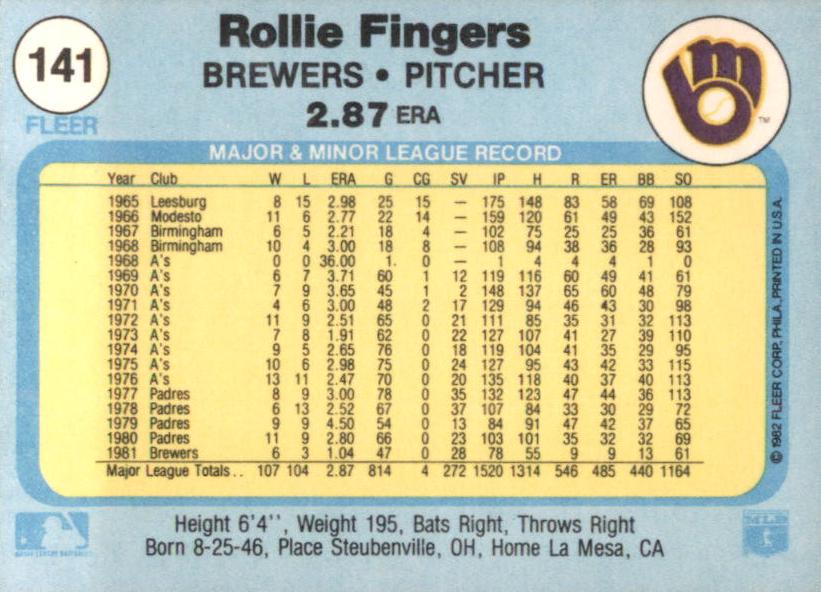 141
FLEER
Rollie Fingers
BREWERS • PITCHER
2.87 ERA
TM
MAJOR & MINOR LEAGUE RECORD
Year Club W L ERA G CG SV IP H R ER BB SO
1965 Leesburg 8 15 2.98 25 15 — 175 148 83 58 69 108
1966 Modesto 11 6 2.77 22 14 — 159 120 61 49 43 152
1967 Birmingham 6 5 2.21 18 4 — 102 75 25 25 36 61
1968 Birmingham 10 4 3.00 18 8 — 108 94 38 36 28 93
1968 A's 0 0 36.00 1. 0 — 1 4 4 4 1 0
1969 A's 6 7 3.71 60 1 12 119 116 60 49 41 61
1970 A's 7 9 3.65 45 1 2 148 137 65 60 48 79
1971 A's 4 6 3.00 48 2 17 129 94 46 43 30 98
1972 A's 11 9 2.51 65 0 21 111 85 35 31 32 113
1973 A's 7 8 1.91 62 0 22 127 107 41 27 39 110
1974 A's 9 5 2.65 76 0 18 119 104 41 35 29 95
1975 A's 10 6 2.98 75 0 24 127 95 43 42 33 115
1976 A's 13 11 2.47 70 0 20 135 118 40 37 40 113
1977 Padres 8 9 3.00 78 0 35 132 123 47 44 36 113
1978 Padres 6 13 2.52 67 0 37 107 84 33 30 29 72
1979 Padres 9 9 4.50 54 0 13 84 91 47 42 37 65
1980 Padres 11 9 2.80 66 0 23 103 101 35 32 32 69
1981 Brewers 6 3 1.04 47 0 28 78 55 9 9 13 61
Major League Totals.. 107 104 2.87 814 4 272 1520 1314 546 485 440 1164
© 1982 FLEER CORP., PHILA., PRINTED IN U.S.A.
Height 6'4'', Weight 195, Bats Right, Throws Right
Born 8-25-46, Place Steubenville, OH, Home La Mesa, CA